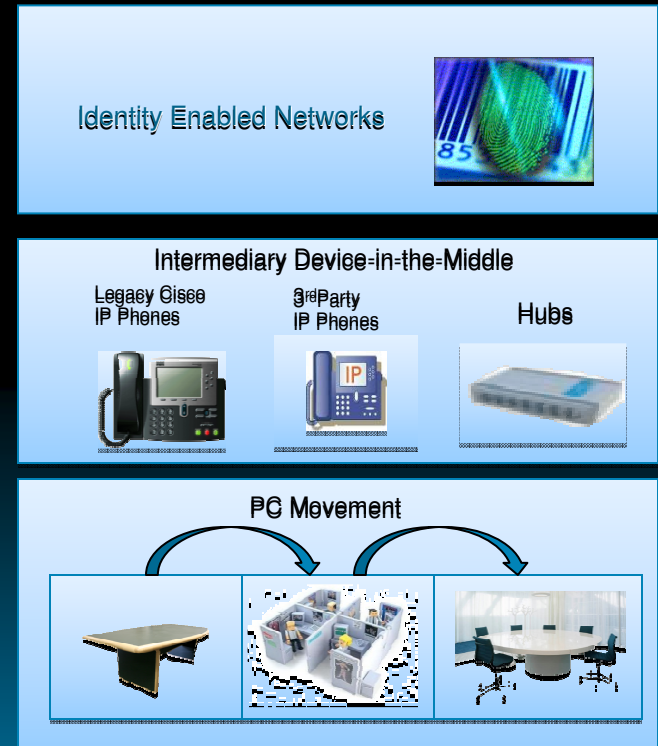 Identity Enabled Networks
85
Intermediary Device-in-the-Middle
Legacy Cisco
IP Phones
3rd Party
IP Phones
Hubs
IP
PC Movement